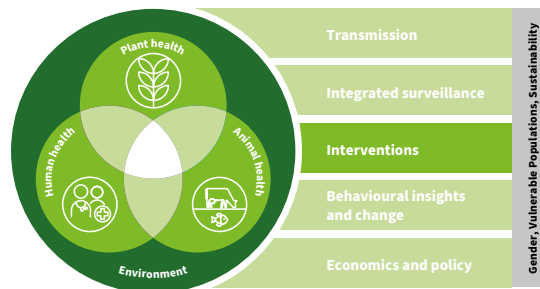 Plant health
Human health
Animal health
Environment
Transmission
Integrated surveillance
Interventions
Behavioural insights
and change
Economics and policy
Gender, Vulnerable Populations, Sustainability